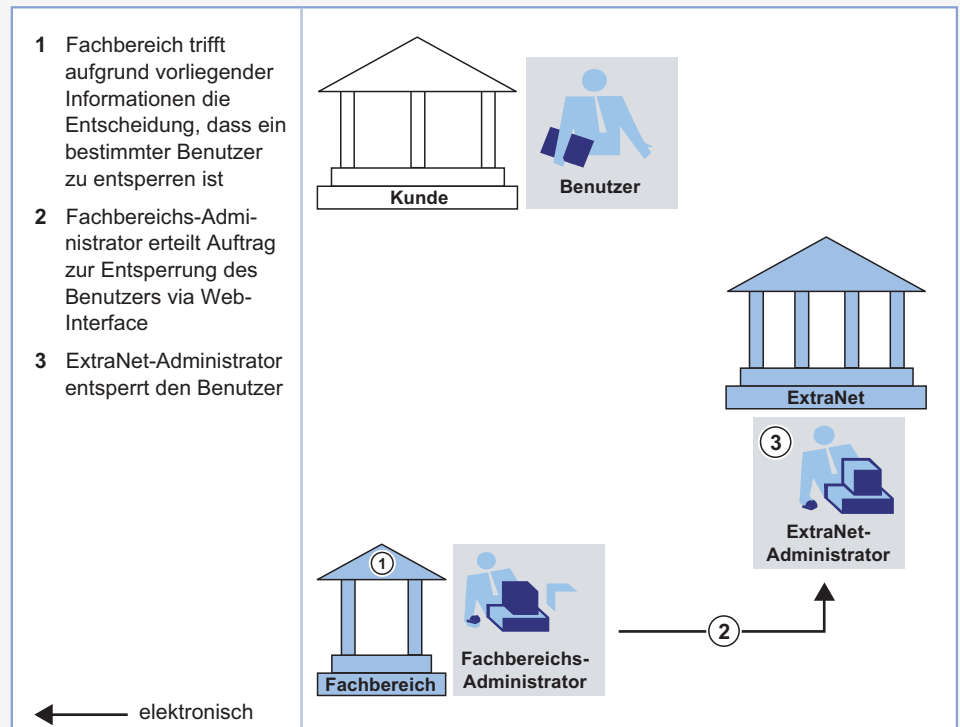 1 Fachbereich trifft
aufgrund vorliegender
Informationen die
Entscheidung, dass ein
bestimmter Benutzer
zu entsperren ist
2 Fachbereichs-Admi-
nistrator erteilt Auftrag
zur Entsperrung des
Benutzers via Web-
Interface
3 ExtraNet-Administrator
entsperrt den Benutzer
elektronisch
Kunde
Benutzer
ExtraNet
3
ExtraNet-
Administrator
1
Fachbereich
Fachbereichs-
Administrator
2